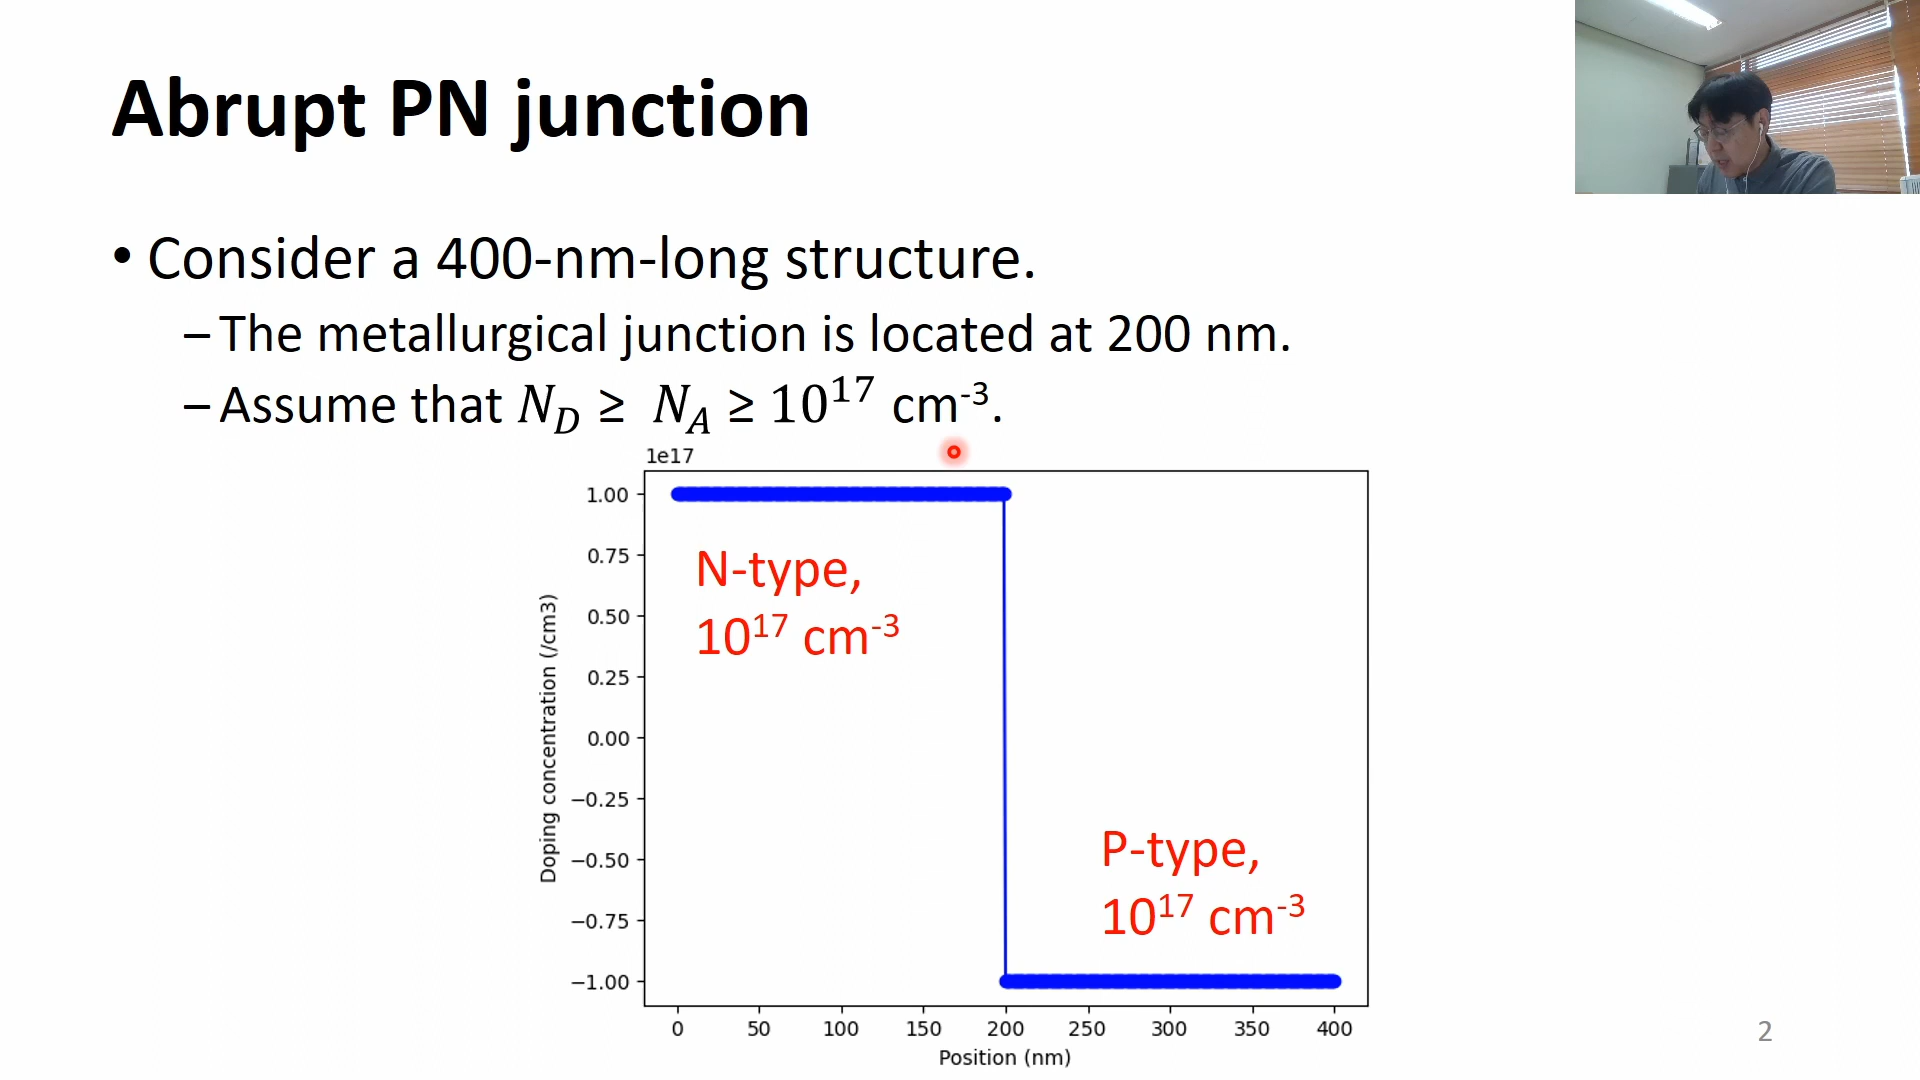 Abrupt PN junction
• Consider a 400-nm-long structure.
– The metallurgical junction is located at 200 nm.
– Assume that N_D ≥ N_A ≥ 10^17 cm^-3.
1e17
1.00
0.75
0.50
0.25
0.00
−0.25
−0.50
−0.75
−1.00
Doping concentration (/cm3)
N-type,
10^17 cm^-3
P-type,
10^17 cm^-3
0 50 100 150 200 250 300 350 400
Position (nm)
2